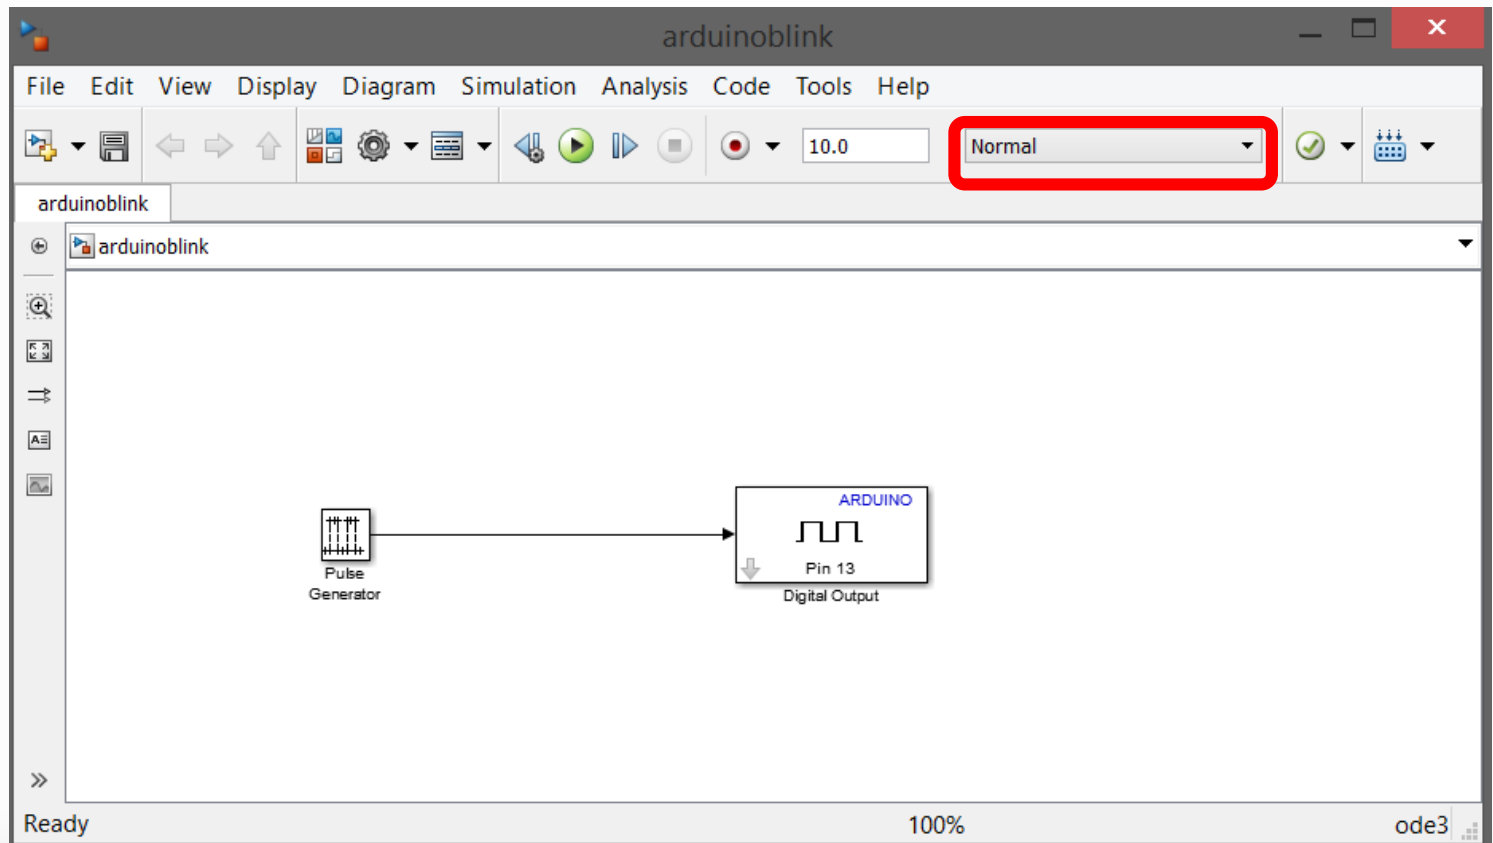 arduinoblink
File Edit View Display Diagram Simulation Analysis Code Tools Help
10.0 Normal
arduinoblink
arduinoblink
ARDUINO
Pin 13
Pulse
Generator
Digital Output
Ready 100% ode3